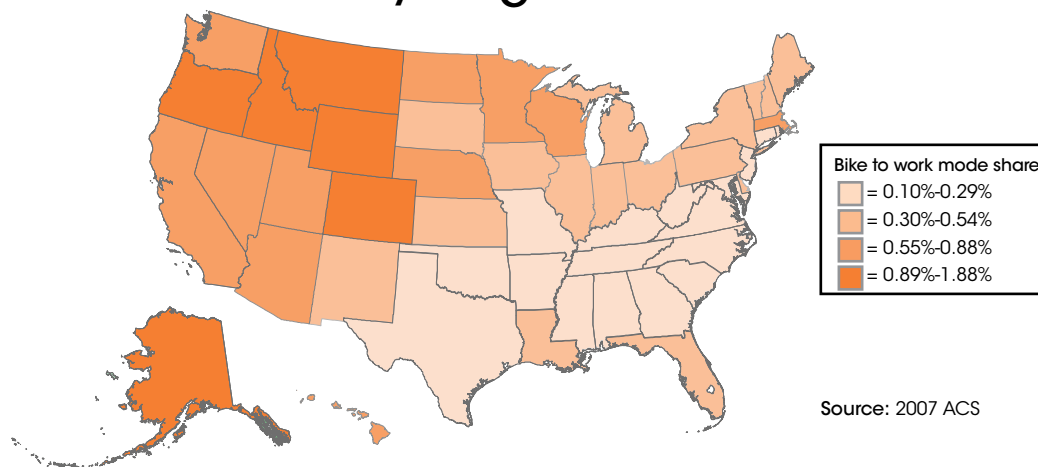 Bike to work mode share
= 0.10%-0.29%
= 0.30%-0.54%
= 0.55%-0.88%
= 0.89%-1.88%
Source: 2007 ACS